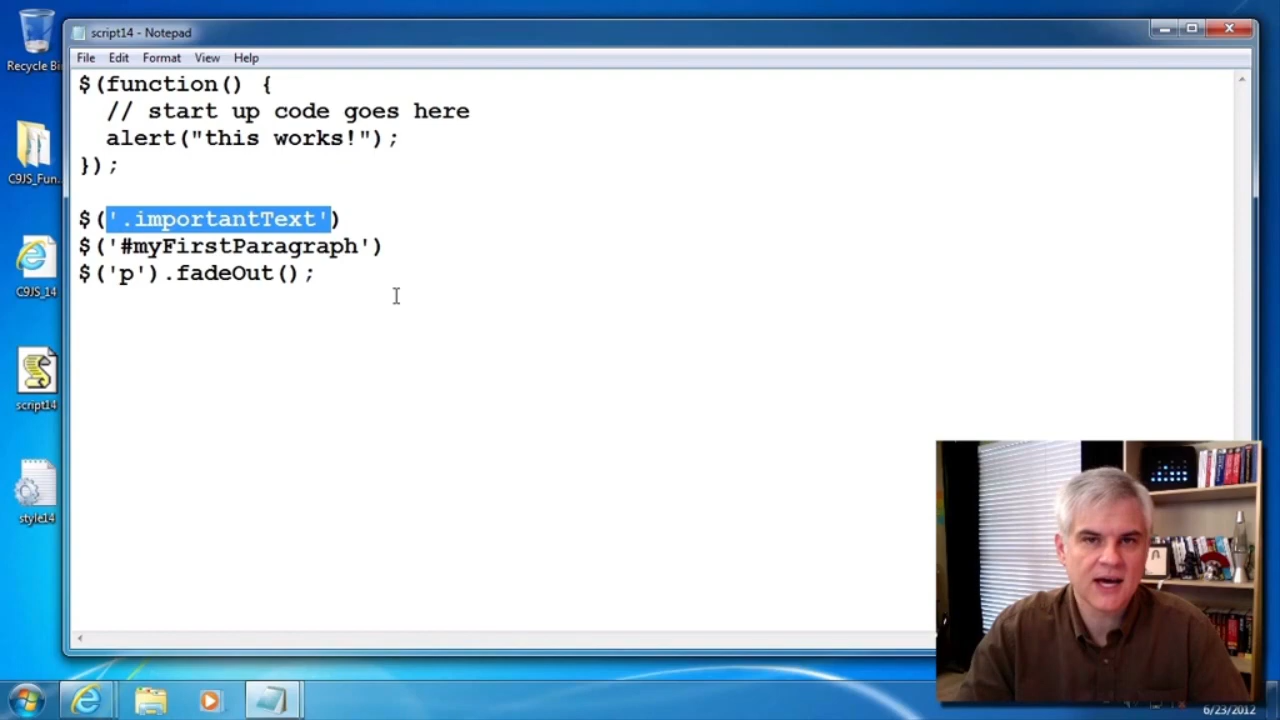 script14 - Notepad
File Edit Format View Help
$(function() {
// start up code goes here
alert("this works!");
});
$('.importantText')
$('#myFirstParagraph')
$('p').fadeOut();
Recycle Bi
C9JS_Fun...
C9JS_14
script14
style14
6/23/2012